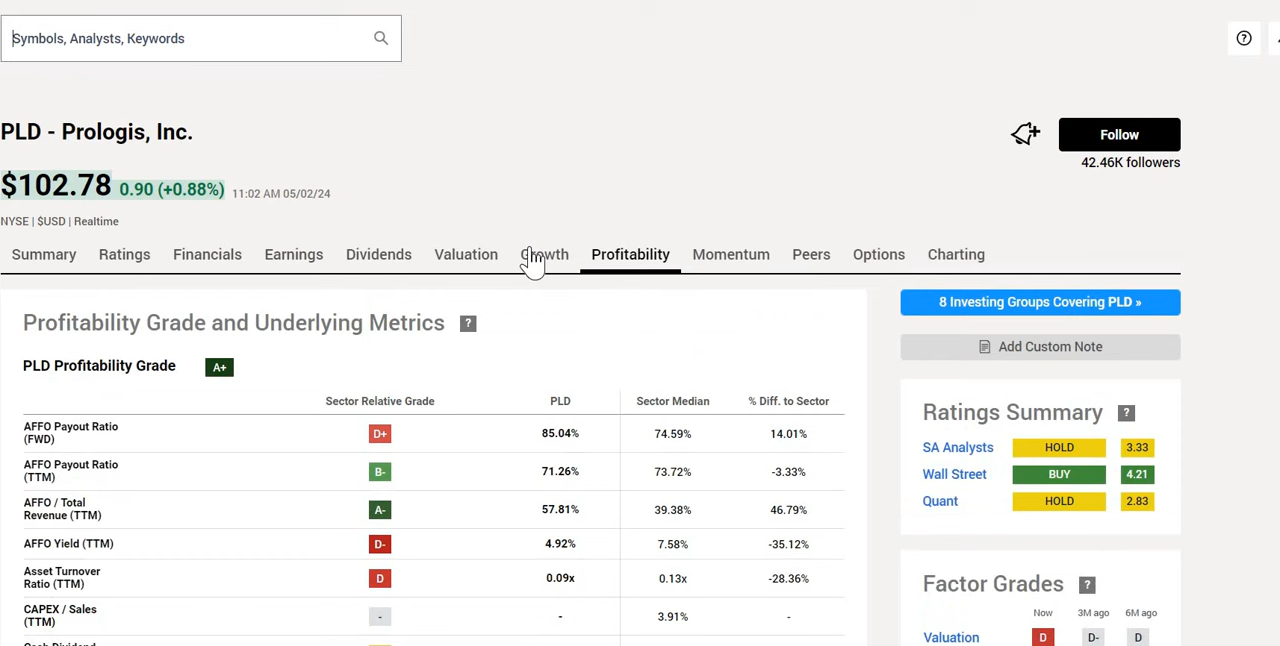 Symbols, Analysts, Keywords
PLD - Prologis, Inc.
Follow
42.46K followers
$102.78 0.90 (+0.88%) 11:02 AM 05/02/24
NYSE | $USD | Realtime
Summary Ratings Financials Earnings Dividends Valuation Growth Profitability Momentum Peers Options Charting
8 Investing Groups Covering PLD »
Add Custom Note
Profitability Grade and Underlying Metrics ?
PLD Profitability Grade A+
Sector Relative Grade PLD Sector Median % Diff. to Sector
AFFO Payout Ratio
(FWD) D+ 85.04% 74.59% 14.01%
AFFO Payout Ratio
(TTM) B- 71.26% 73.72% -3.33%
AFFO / Total
Revenue (TTM) A- 57.81% 39.38% 46.79%
AFFO Yield (TTM) D- 4.92% 7.58% -35.12%
Asset Turnover
Ratio (TTM) D 0.09x 0.13x -28.36%
CAPEX / Sales
(TTM) - - 3.91% -
Ratings Summary ?
SA Analysts HOLD 3.33
Wall Street BUY 4.21
Quant HOLD 2.83
Factor Grades ?
Now 3M ago 6M ago
Valuation D D- D